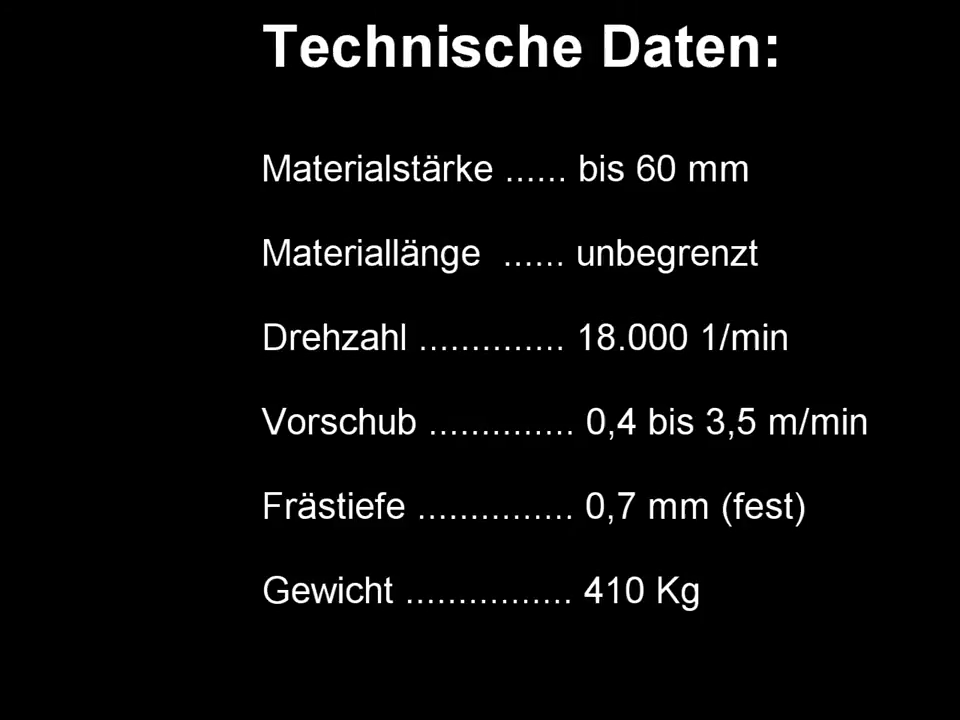 Technische Daten:
Materialstärke ...... bis 60 mm
Materiallänge ...... unbegrenzt
Drehzahl .............. 18.000 1/min
Vorschub .............. 0,4 bis 3,5 m/min
Frästiefe ............... 0,7 mm (fest)
Gewicht ................ 410 Kg